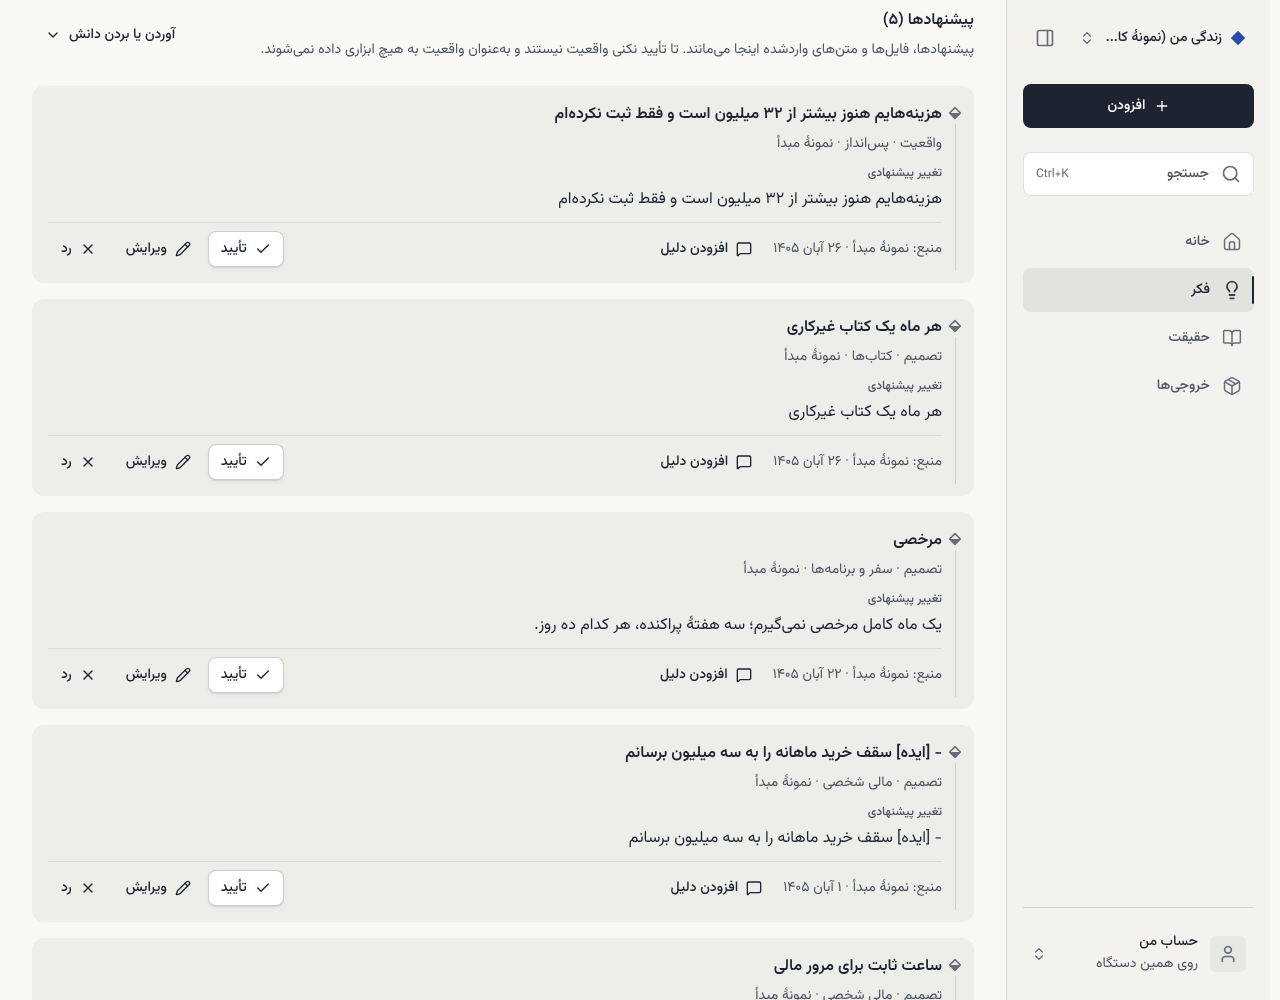 زندگی من (نمونهٔ کا...
افزودن
جستجو
Ctrl+K
خانه
فکر
حقیقت
خروجی‌ها
حساب من
روی همین دستگاه
پیشنهادها (۵)
پیشنهادها، فایل‌ها و متن‌های واردشده اینجا می‌مانند. تا تأیید نکنی واقعیت نیستند و به‌عنوان واقعیت به هیچ ابزاری داده نمی‌شوند.
آوردن یا بردن دانش
هزینه‌هایم هنوز بیشتر از ۳۲ میلیون است و فقط ثبت نکرده‌ام
واقعیت · پس‌انداز · نمونهٔ مبدأ
تغییر پیشنهادی
هزینه‌هایم هنوز بیشتر از ۳۲ میلیون است و فقط ثبت نکرده‌ام
منبع: نمونهٔ مبدأ · ۲۶ آبان ۱۴۰۵ افزودن دلیل تأیید ویرایش رد
هر ماه یک کتاب غیرکاری
تصمیم · کتاب‌ها · نمونهٔ مبدأ
تغییر پیشنهادی
هر ماه یک کتاب غیرکاری
منبع: نمونهٔ مبدأ · ۲۶ آبان ۱۴۰۵ افزودن دلیل تأیید ویرایش رد
مرخصی
تصمیم · سفر و برنامه‌ها · نمونهٔ مبدأ
تغییر پیشنهادی
یک ماه کامل مرخصی نمی‌گیرم؛ سه هفتهٔ پراکنده، هر کدام ده روز.
منبع: نمونهٔ مبدأ · ۲۲ آبان ۱۴۰۵ افزودن دلیل تأیید ویرایش رد
- [ایده] سقف خرید ماهانه را به سه میلیون برسانم
تصمیم · مالی شخصی · نمونهٔ مبدأ
تغییر پیشنهادی
- [ایده] سقف خرید ماهانه را به سه میلیون برسانم
منبع: نمونهٔ مبدأ · ۱ آبان ۱۴۰۵ افزودن دلیل تأیید ویرایش رد
ساعت ثابت برای مرور مالی
تصمیم · مالی شخصی · نمونهٔ مبدأ